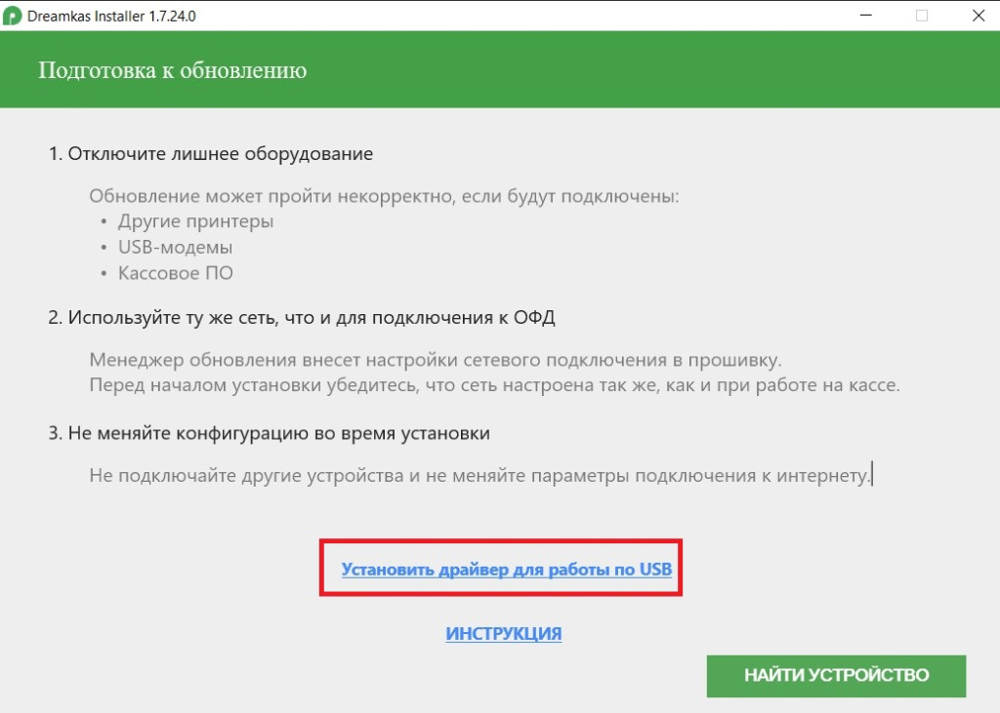 Dreamkas Installer 1.7.24.0
Подготовка к обновлению
1. Отключите лишнее оборудование
Обновление может пройти некорректно, если будут подключены:
• Другие принтеры
• USB-модемы
• Кассовое ПО
2. Используйте ту же сеть, что и для подключения к ОФД
Менеджер обновления внесет настройки сетевого подключения в прошивку.
Перед началом установки убедитесь, что сеть настроена так же, как и при работе на кассе.
3. Не меняйте конфигурацию во время установки
Не подключайте другие устройства и не меняйте параметры подключения к интернету.
Установить драйвер для работы по USB
ИНСТРУКЦИЯ
НАЙТИ УСТРОЙСТВО